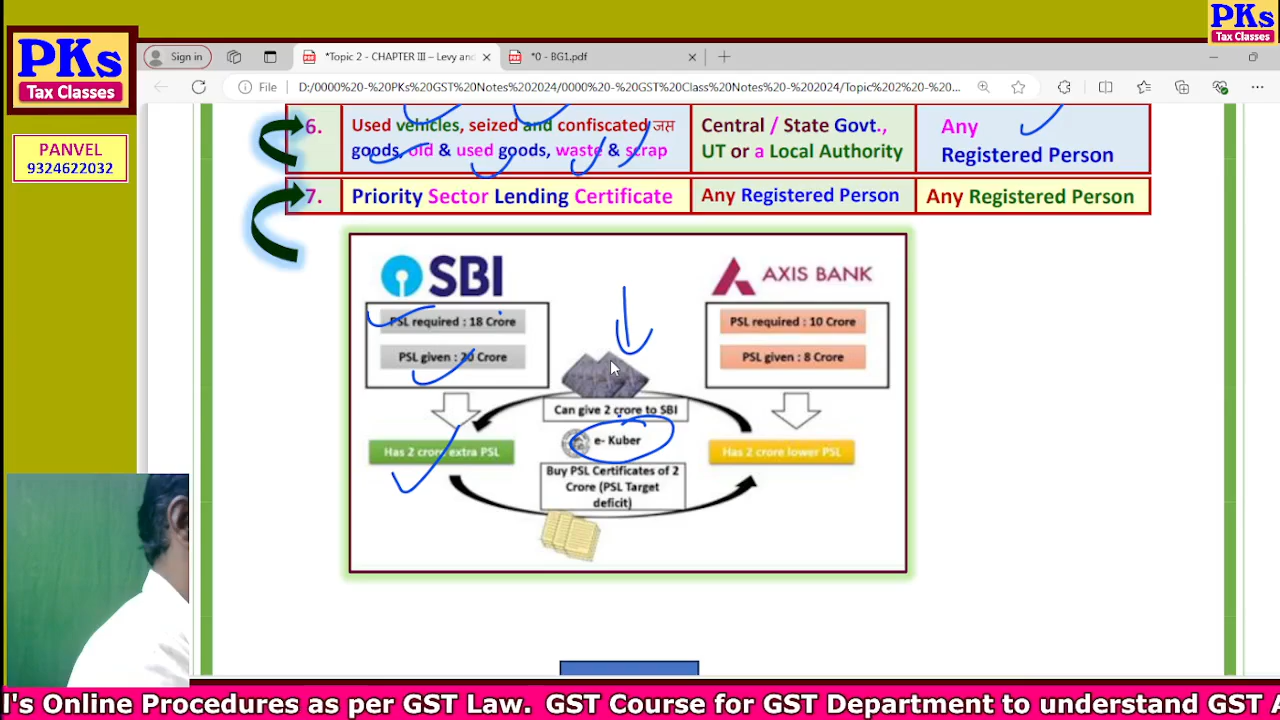 PKs
Tax Classes
PKs
Tax Classes
PANVEL
9324622032
Sign in
*Topic 2 - CHAPTER III – Levy and
*0 - BG1.pdf
File
D:/0000%20-%20PKs%20GST%20Notes%202024/0000%20-%20GST%20Class%20Notes%20-%202024/Topic%202%20-%20...
6.
Used vehicles, seized and confiscated जप्त
goods, old & used goods, waste & scrap
Central / State Govt.,
UT or a Local Authority
Any
Registered Person
7.
Priority Sector Lending Certificate
Any Registered Person
Any Registered Person
SBI
AXIS BANK
PSL required : 18 Crore
PSL given : 20 Crore
PSL required : 10 Crore
PSL given : 8 Crore
Can give 2 crore to SBI
e- Kuber
Has 2 crore extra PSL
Has 2 crore lower PSL
Buy PSL Certificates of 2
Crore (PSL Target
deficit)
l's Online Procedures as per GST Law. GST Course for GST Department to understand GST A